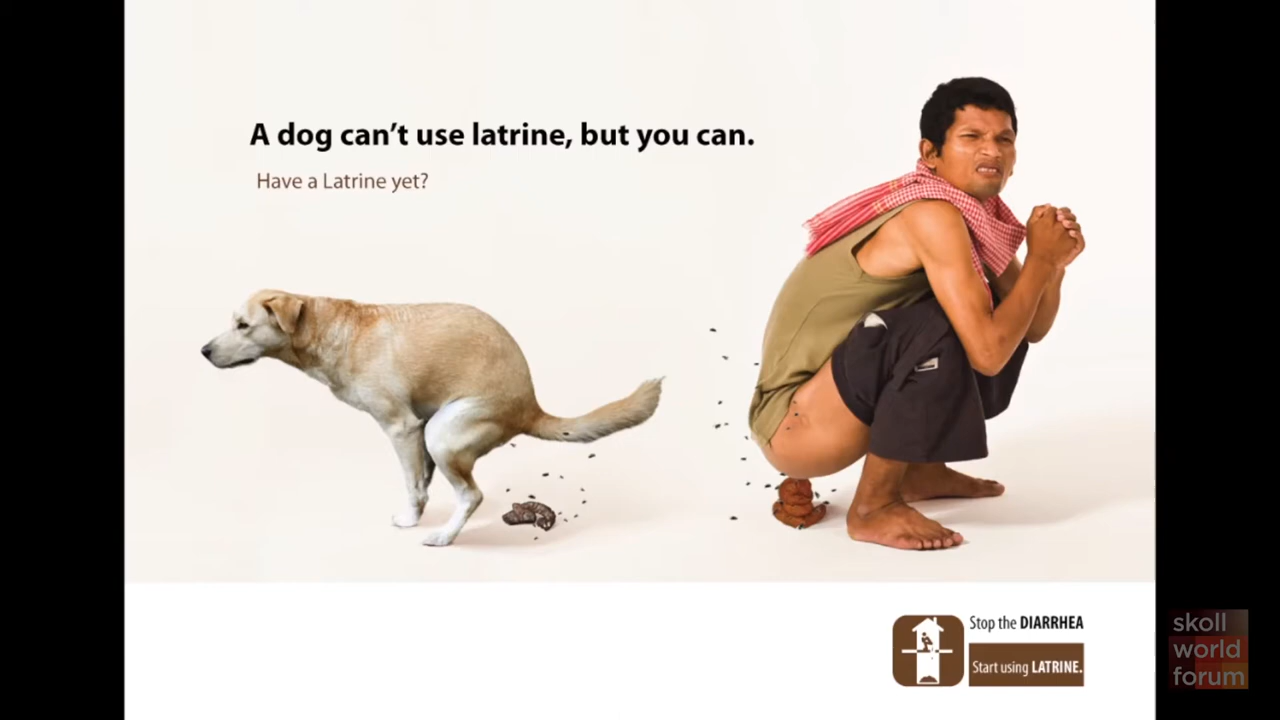 A dog can't use latrine, but you can.
Have a Latrine yet?
Stop the DIARRHEA
Start using LATRINE.
skoll
world
forum